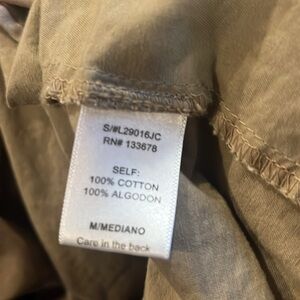 S/#L29016JC
RN# 133678
SELF:
100% COTTON
100% ALGODON
M/MEDIANO
Care in the back